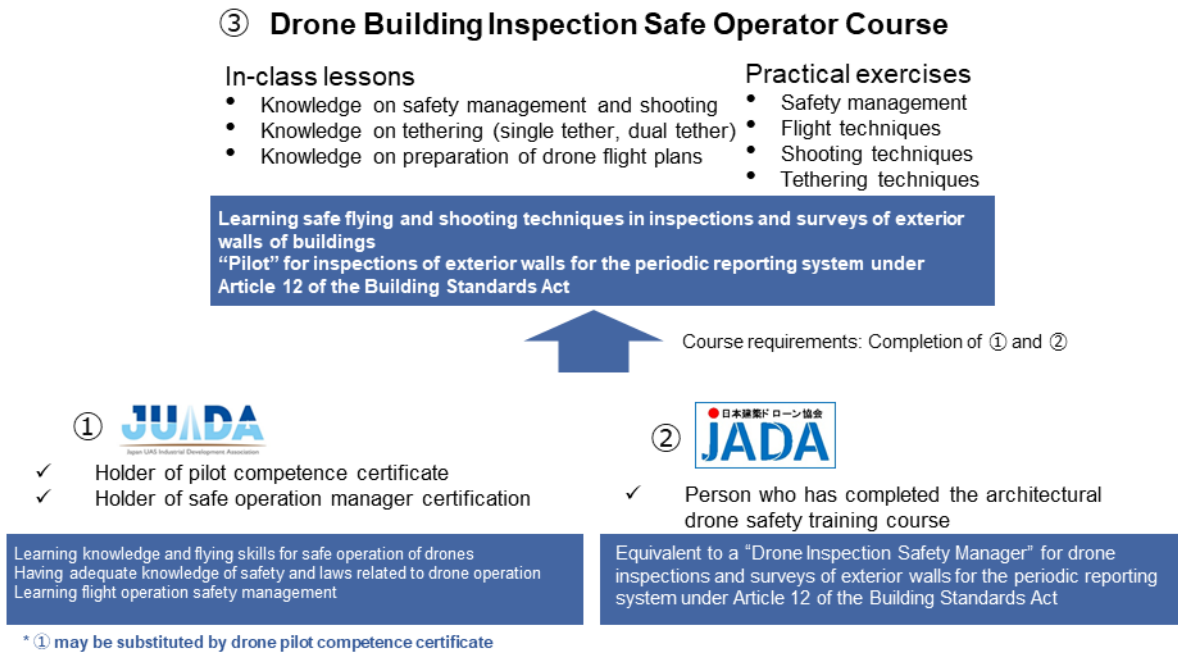 ③ Drone Building Inspection Safe Operator Course
In-class lessons
• Knowledge on safety management and shooting
• Knowledge on tethering (single tether, dual tether)
• Knowledge on preparation of drone flight plans
Practical exercises
• Safety management
• Flight techniques
• Shooting techniques
• Tethering techniques
Learning safe flying and shooting techniques in inspections and surveys of exterior
walls of buildings
“Pilot” for inspections of exterior walls for the periodic reporting system under
Article 12 of the Building Standards Act
Course requirements: Completion of ① and ②
① JUIDA
Japan UAS Industrial Development Association
✓ Holder of pilot competence certificate
✓ Holder of safe operation manager certification
Learning knowledge and flying skills for safe operation of drones
Having adequate knowledge of safety and laws related to drone operation
Learning flight operation safety management
* ① may be substituted by drone pilot competence certificate
②
日本建築ドローン協会
JADA
✓ Person who has completed the architectural
drone safety training course
Equivalent to a “Drone Inspection Safety Manager” for drone
inspections and surveys of exterior walls for the periodic reporting
system under Article 12 of the Building Standards Act